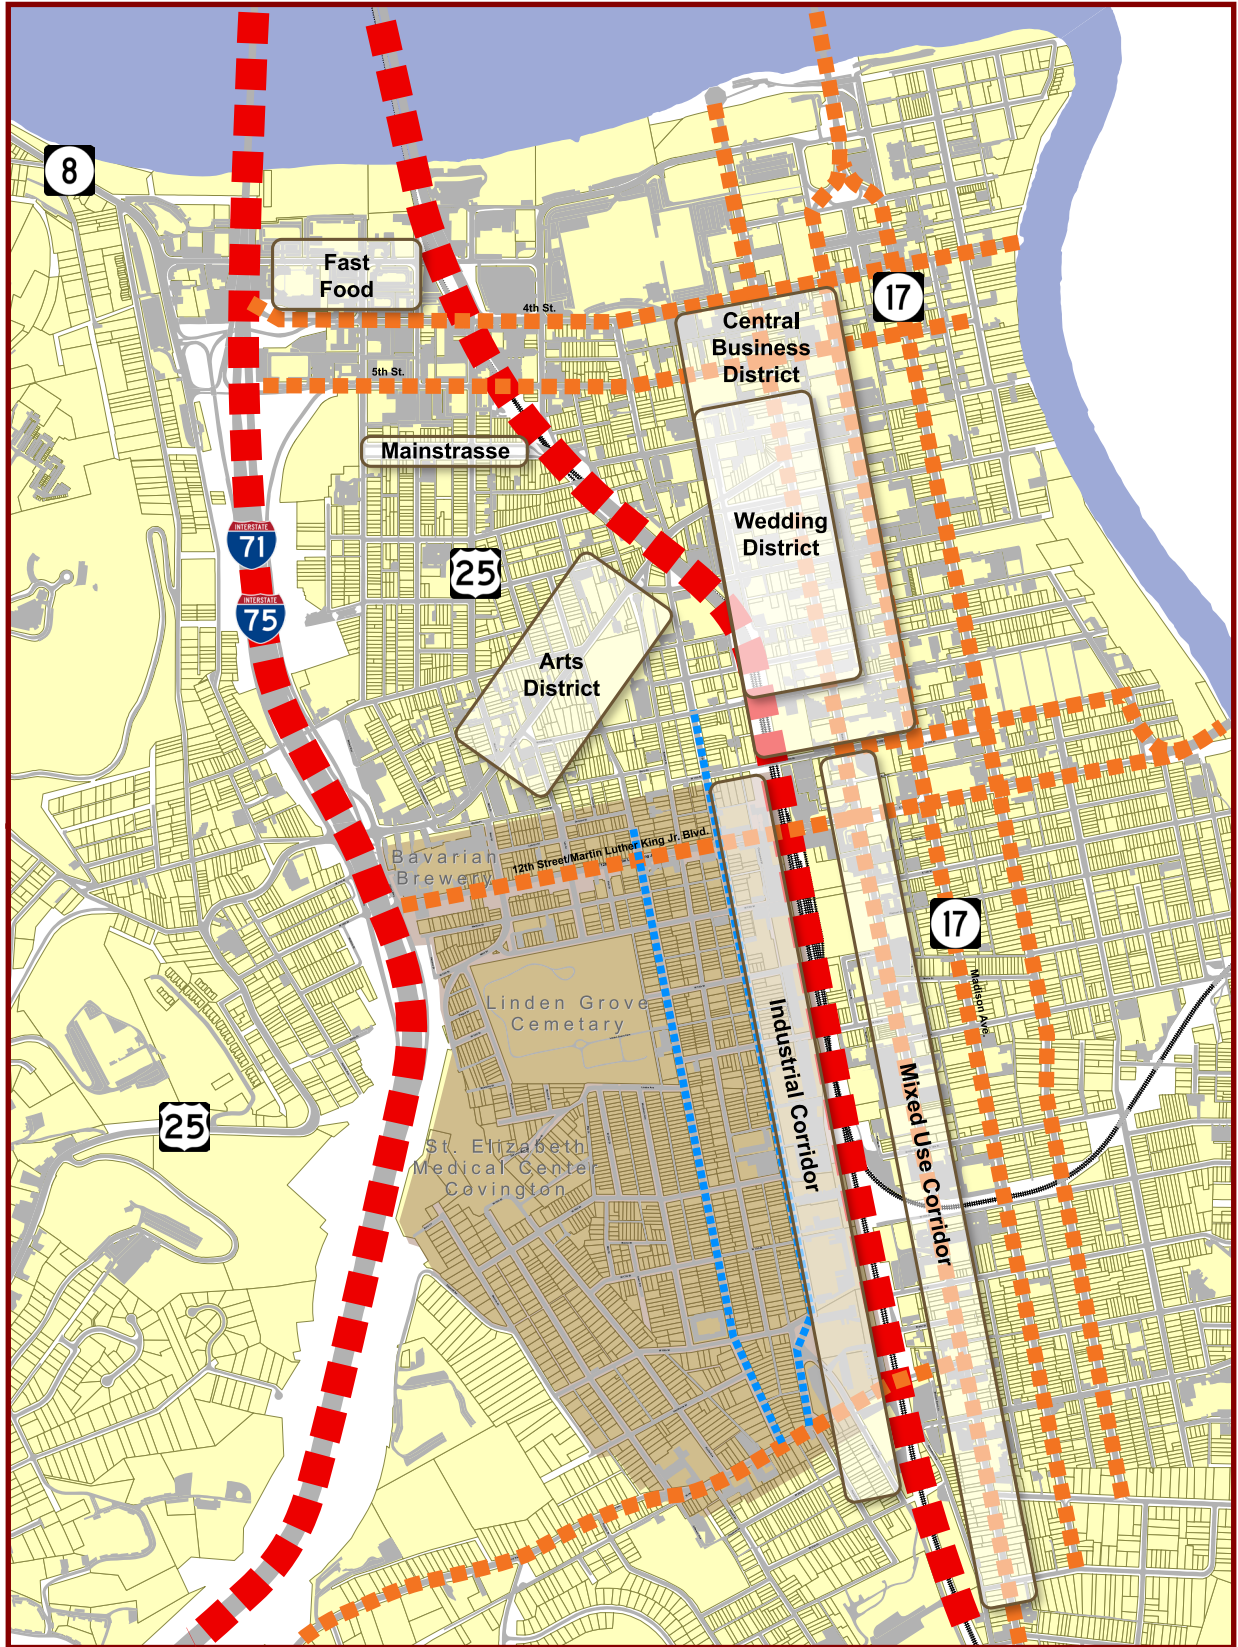 8
Fast
Food
17
4th St.
Central
Business
District
5th St.
Mainstrasse
Wedding
District
INTERSTATE
71
25
INTERSTATE
75
Arts
District
12th Street/Martin Luther King Jr. Blvd.
Bavarian
Brewery
17
Madison Ave.
Linden Grove
Cemetary
Industrial Corridor
Mixed Use Corridor
25
St. Elizabeth
Medical Center
Covington